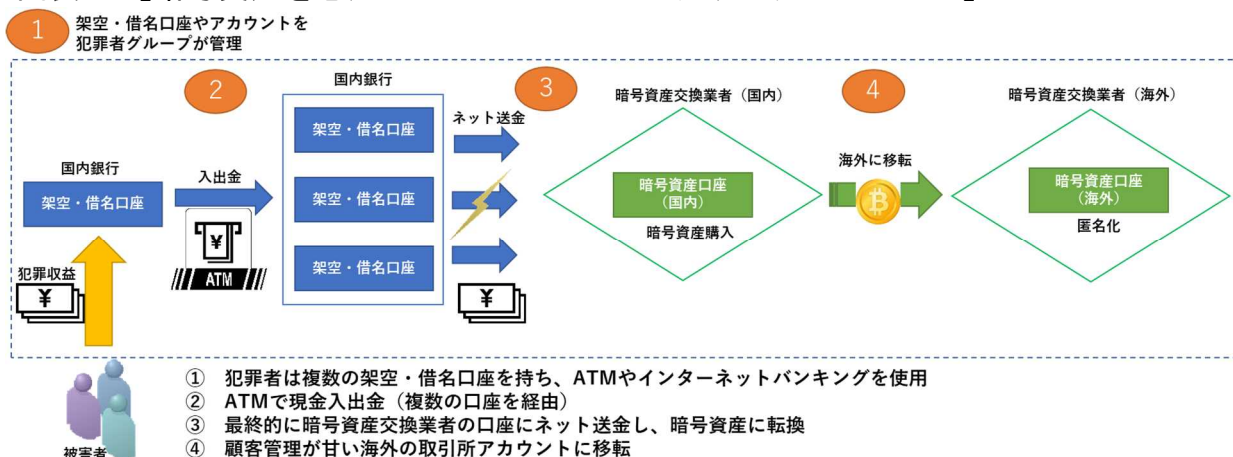 1
架空・借名口座やアカウントを
犯罪者グループが管理
2
国内銀行
3
暗号資産交換業者（国内）
4
暗号資産交換業者（海外）
国内銀行
架空・借名口座
入出金
¥
ATM
架空・借名口座
架空・借名口座
架空・借名口座
ネット送金
¥
暗号資産口座
（国内）
暗号資産購入
海外に移転
暗号資産口座
（海外）
匿名化
犯罪収益
¥
被害者
① 犯罪者は複数の架空・借名口座を持ち、ATMやインターネットバンキングを使用
② ATMで現金入出金（複数の口座を経由）
③ 最終的に暗号資産交換業者の口座にネット送金し、暗号資産に転換
④ 顧客管理が甘い海外の取引所アカウントに移転